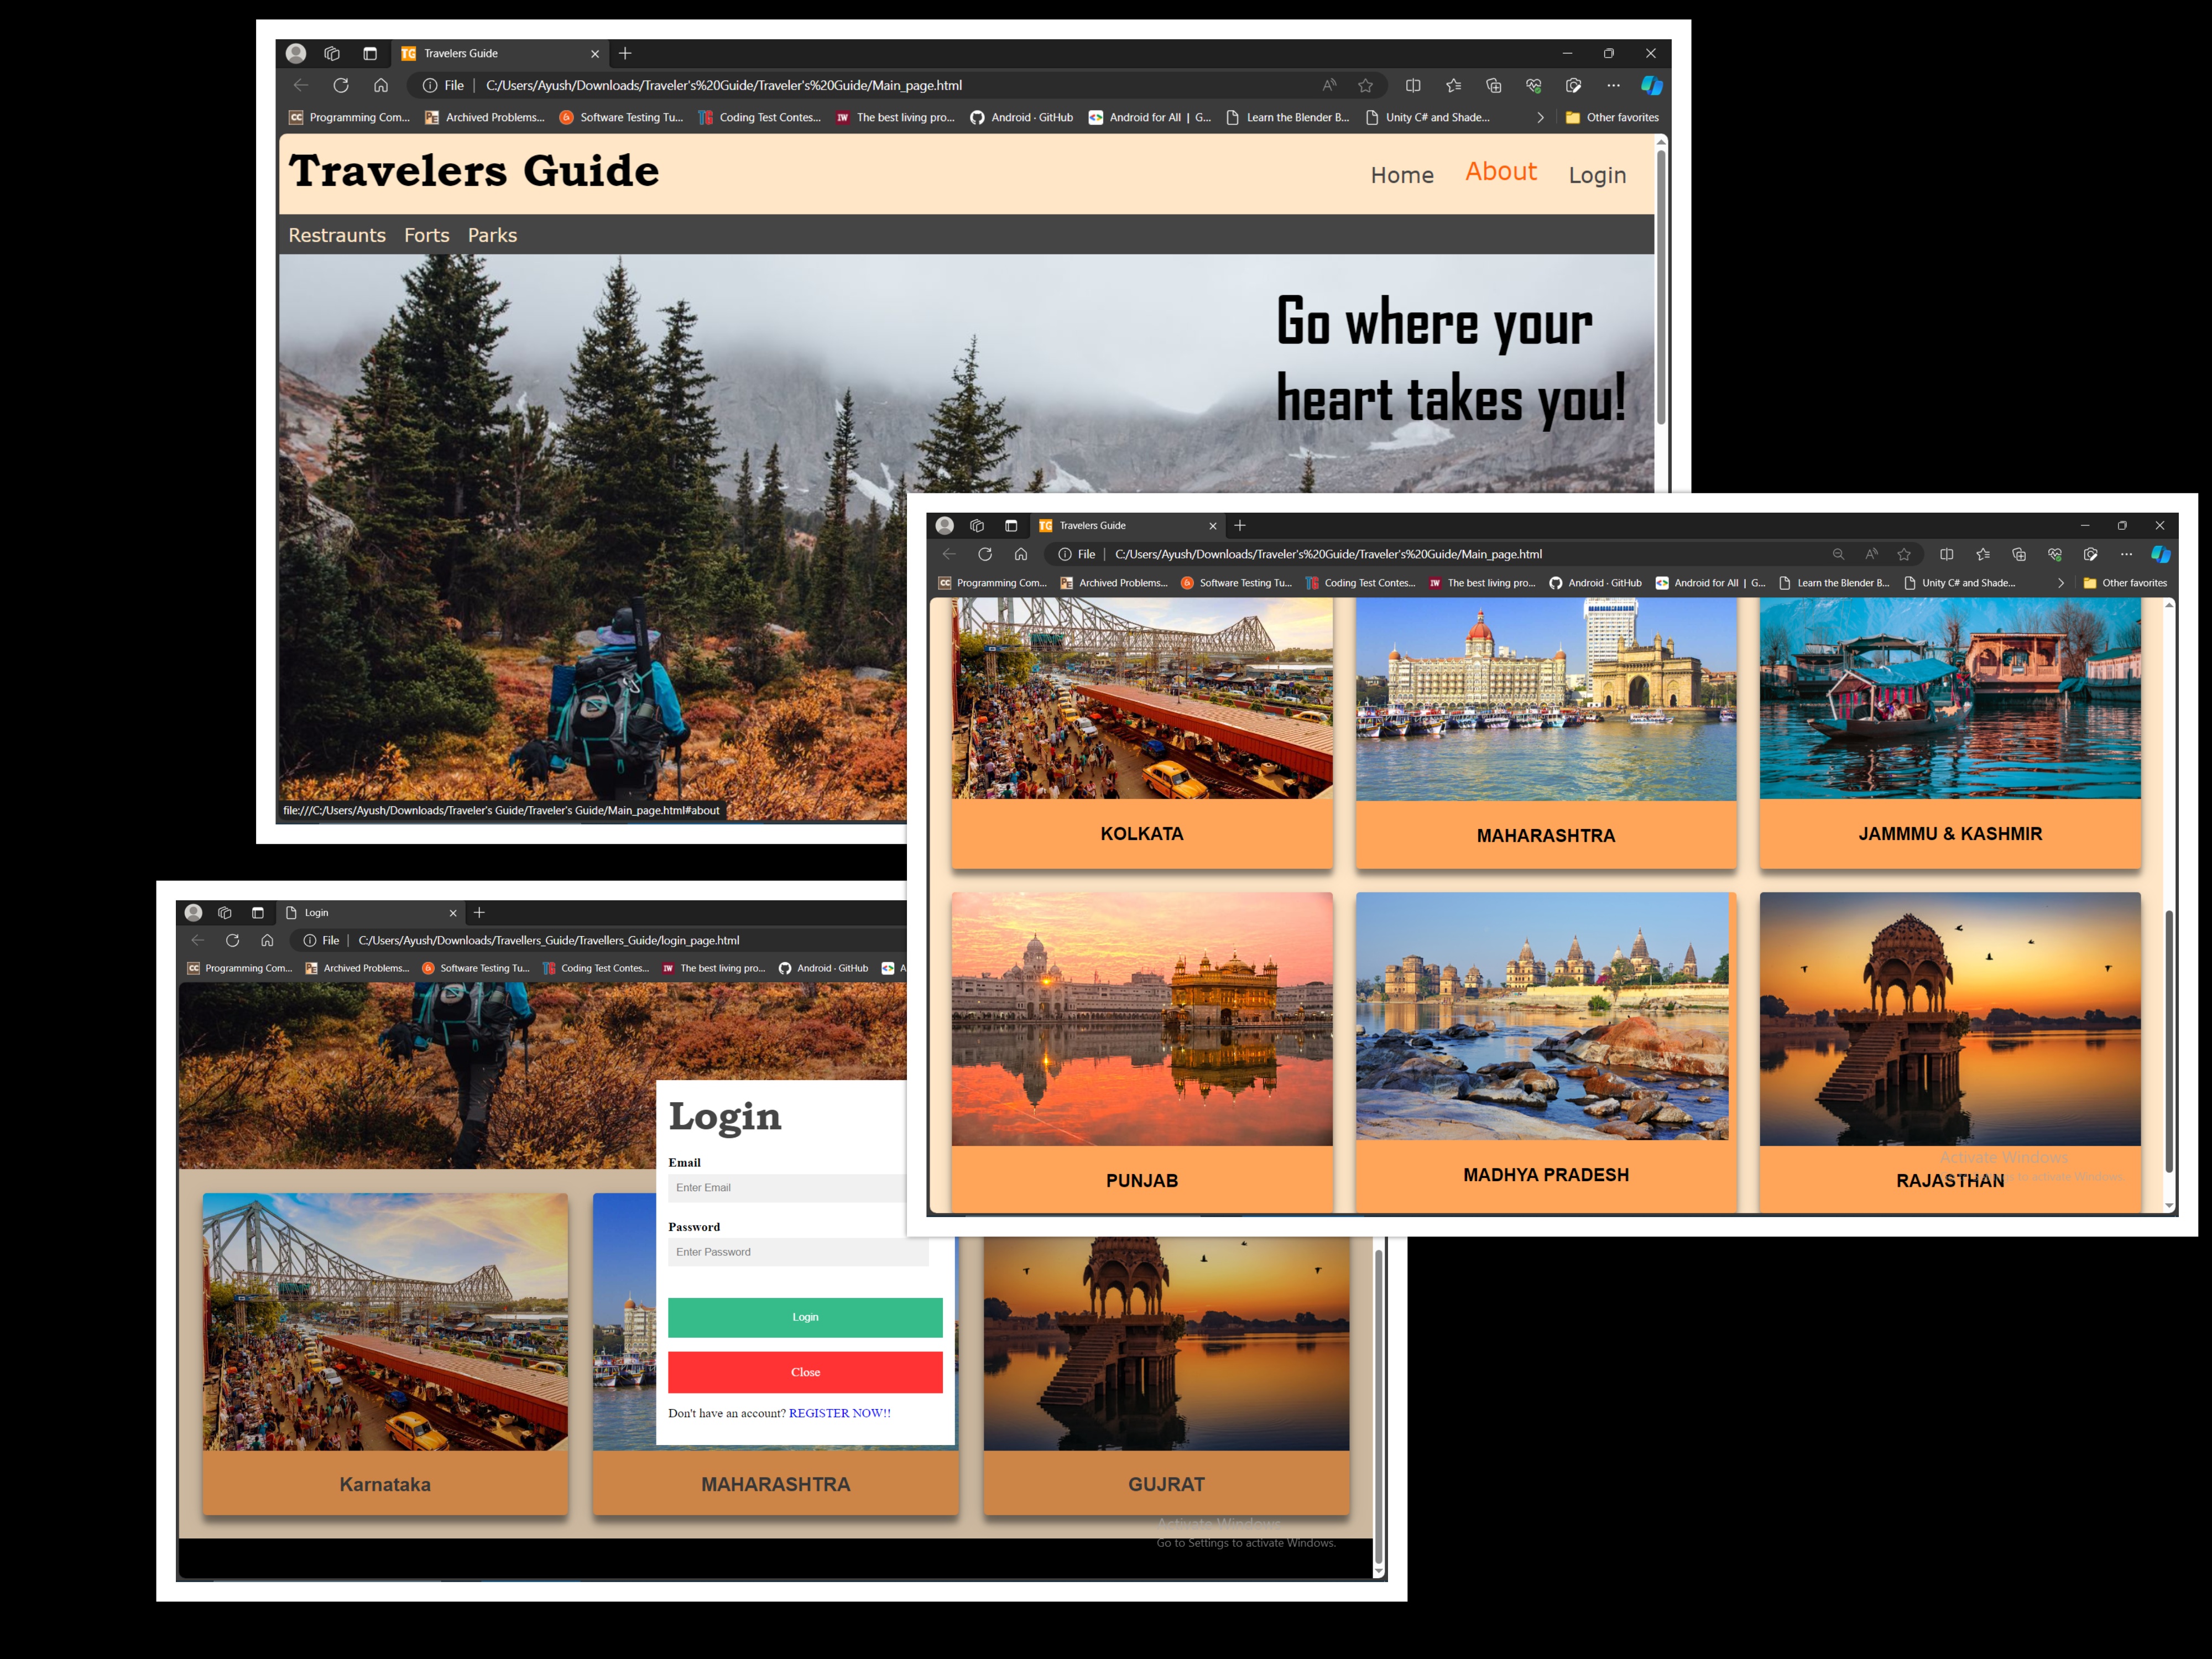 Travelers Guide
File C:/Users/Ayush/Downloads/Traveler's%20Guide/Traveler's%20Guide/Main_page.html
Programming Com... Archived Problems... Software Testing Tu... Coding Test Contes... The best living pro... Android · GitHub Android for All | G... Learn the Blender B... Unity C# and Shade... Other favorites
Travelers Guide
Home About Login
Restraunts Forts Parks
Go where your
heart takes you!
file:///C:/Users/Ayush/Downloads/Traveler's Guide/Traveler's Guide/Main_page.html#about
Travelers Guide
File C:/Users/Ayush/Downloads/Traveler's%20Guide/Traveler's%20Guide/Main_page.html
Programming Com... Archived Problems... Software Testing Tu... Coding Test Contes... The best living pro... Android · GitHub Android for All | G... Learn the Blender B... Unity C# and Shade... Other favorites
KOLKATA MAHARASHTRA JAMMMU & KASHMIR
PUNJAB MADHYA PRADESH RAJASTHAN
Activate Windows
to activate Windows.
Login
File C:/Users/Ayush/Downloads/Travellers_Guide/Travellers_Guide/login_page.html
Programming Com... Archived Problems... Software Testing Tu... Coding Test Contes... The best living pro... Android · GitHub A
Login
Email
Enter Email
Password
Enter Password
Login
Close
Don't have an account? REGISTER NOW!!
Karnataka MAHARASHTRA GUJRAT
Activate Windows
Go to Settings to activate Windows.